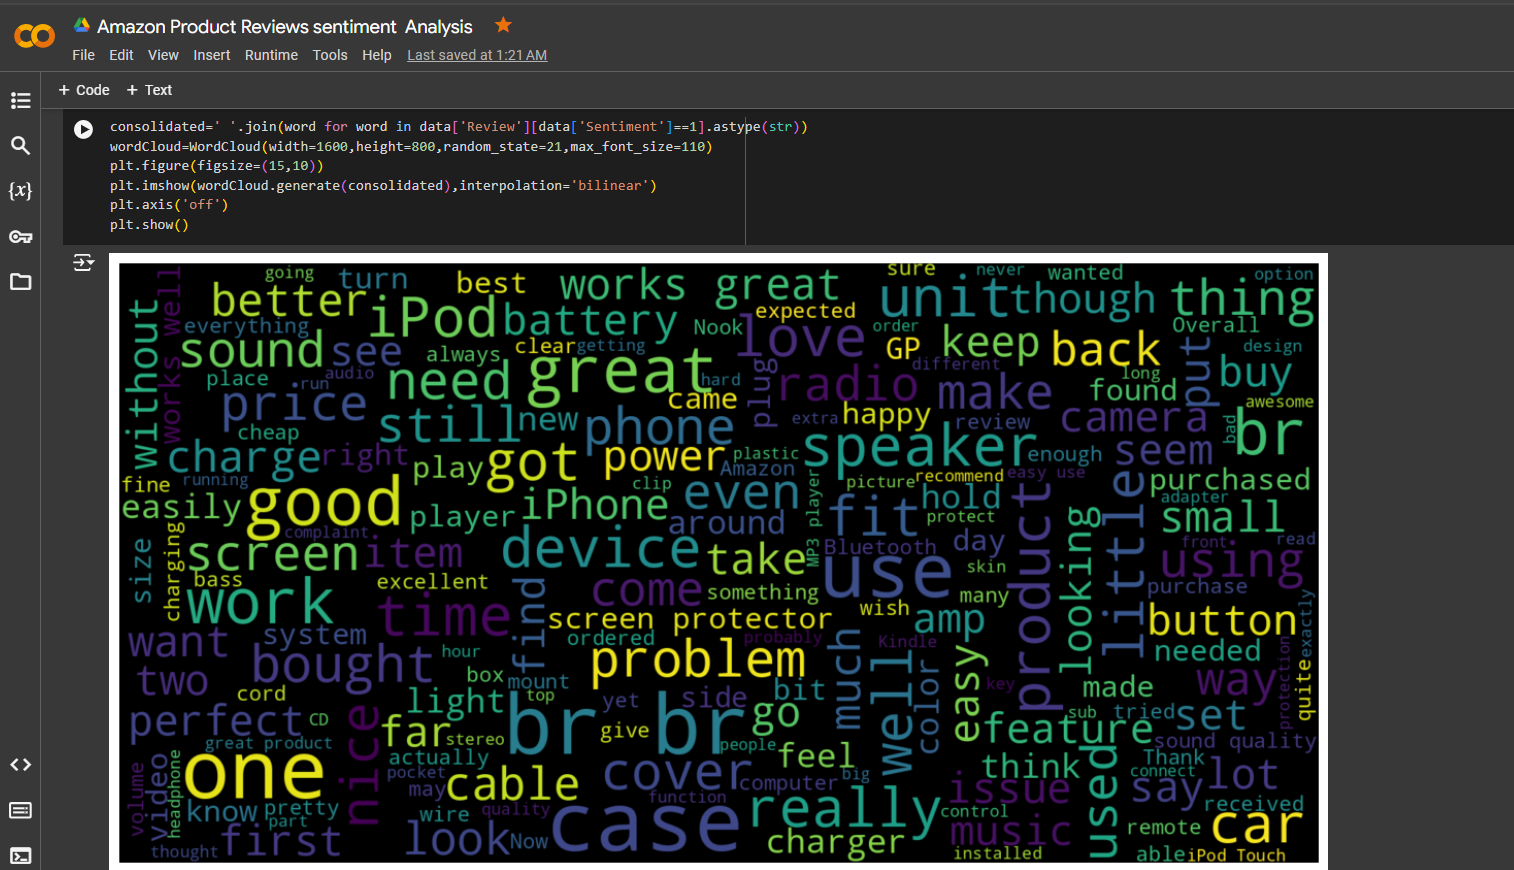 Amazon Product Reviews sentiment Analysis
File Edit View Insert Runtime Tools Help Last saved at 1:21 AM
+ Code + Text
consolidated=' '.join(word for word in data['Review'][data['Sentiment']==1].astype(str))
wordCloud=WordCloud(width=1600,height=800,random_state=21,max_font_size=110)
plt.figure(figsize=(15,10))
plt.imshow(wordCloud.generate(consolidated),interpolation='bilinear')
plt.axis('off')
plt.show()
{x}
going turn best works great sure never wanted option
better iPod battery expected unit though thing
without works well everything Nook love order Overall
sound see always clear getting GP keep back put design
place run audio need great hard plug radio different long buy
price came make found awesome
cheap still new phone extra happy review camera bad br
charge right play got power plastic speaker enough seem
Amazon
fine running clip picture recommend easy use purchased
easily good player iPhone even MP3 player hold adapter
complaint around fit protect product looking little small
size charging screen item device take Bluetooth day front read
using
bass excellent come something use skin purchase
work time find screen protector wish many amp button exactly
want system ordered probably Kindle needed
bought hour problem much well easy
two cord box mount bit color key made way protection quite
light top yet side
perfect CD far br br go sub tried set
great product stereo give people feature sound quality
nice actually feel Thank
one pocket may cable cover computer big think connect lot
volume video headphone issue used say
know pretty wire quality function really control received
part
first look Now case music remote car
thought charger installed able iPod Touch